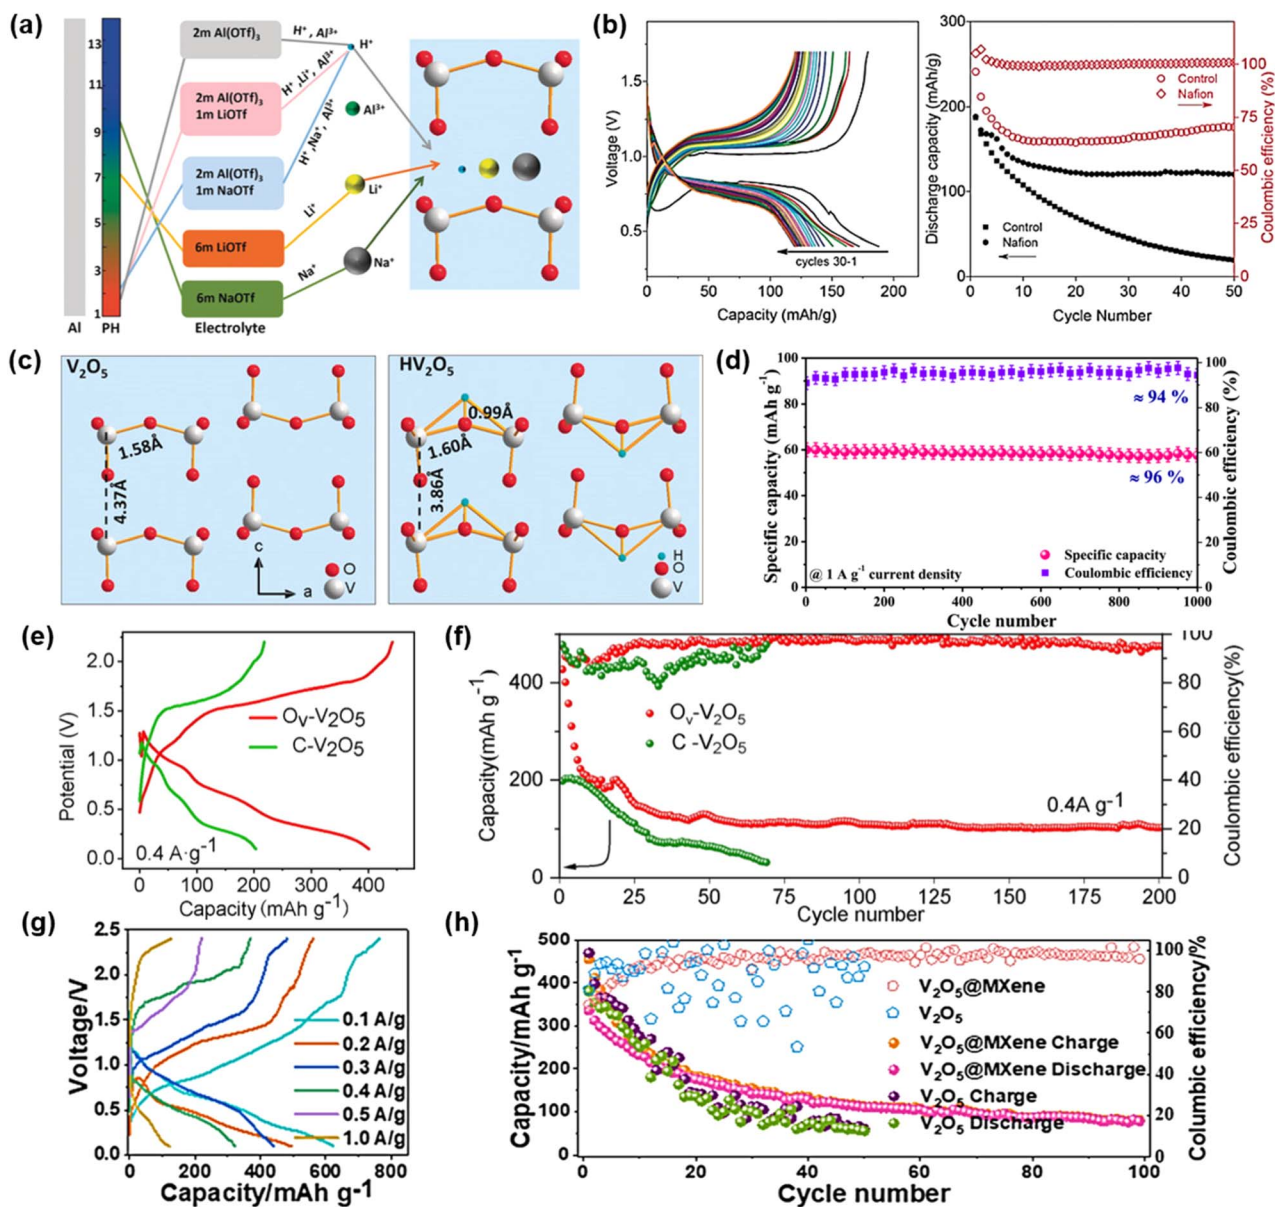 (a)
13
11
9
7
5
3
1
Al
PH
2m Al(OTf)₃
2m Al(OTf)₃
1m LiOTf
2m Al(OTf)₃
1m NaOTf
6m LiOTf
6m NaOTf
Electrolyte
H⁺, Al³⁺
H⁺,Li⁺, Al³⁺
H⁺,Na⁺, Al³⁺
Li⁺
Na⁺
H⁺
Al³⁺
Li⁺
Na⁺
(b)
Voltage (V)
1.5
1.0
0.5
cycles 30-1
0 50 100 150 200
Capacity (mAh/g)
Discharge capacity (mAh/g)
300
200
100
0
Control
Nafion
Control
Nafion
0 10 20 30 40 50
Cycle Number
100
75
50
25
0
Coulombic efficiency (%)
(c)
V₂O₅
1.58Å
4.37Å
c
a
O
V
HV₂O₅
0.99Å
1.60Å
3.86Å
H
O
V
(d)
Specific capacity (mAh g⁻¹)
100
80
60
40
20
0
≈ 94 %
≈ 96 %
Specific capacity
Coulombic efficiency
@ 1 A g⁻¹ current density
0 200 400 600 800 1000
Cycle number
100
80
60
40
20
0
Coulombic efficiency (%)
(e)
Potential (V)
2.0
1.5
1.0
0.5
0.0
Oᵥ-V₂O₅
C-V₂O₅
0.4 A·g⁻¹
0 100 200 300 400
Capacity (mAh g⁻¹)
(f)
Capacity(mAh g⁻¹)
400
200
0
Oᵥ-V₂O₅
C -V₂O₅
0.4A g⁻¹
0 25 50 75 100 125 150 175 200
Cycle number
100
80
60
40
20
0
Coulombic efficiency(%)
(g)
Voltage/V
2.5
2.0
1.5
1.0
0.5
0.0
0.1 A/g
0.2 A/g
0.3 A/g
0.4 A/g
0.5 A/g
1.0 A/g
0 200 400 600 800
Capacity/mAh g-1
(h)
Capacity/mAh g⁻¹
500
400
300
200
100
0
V₂O₅@MXene
V₂O₅
V₂O₅@MXene Charge
V₂O₅@MXene Discharge
V₂O₅ Charge
V₂O₅ Discharge
0 20 40 60 80 100
Cycle number
100
80
60
40
20
0
Columbic efficiency/%